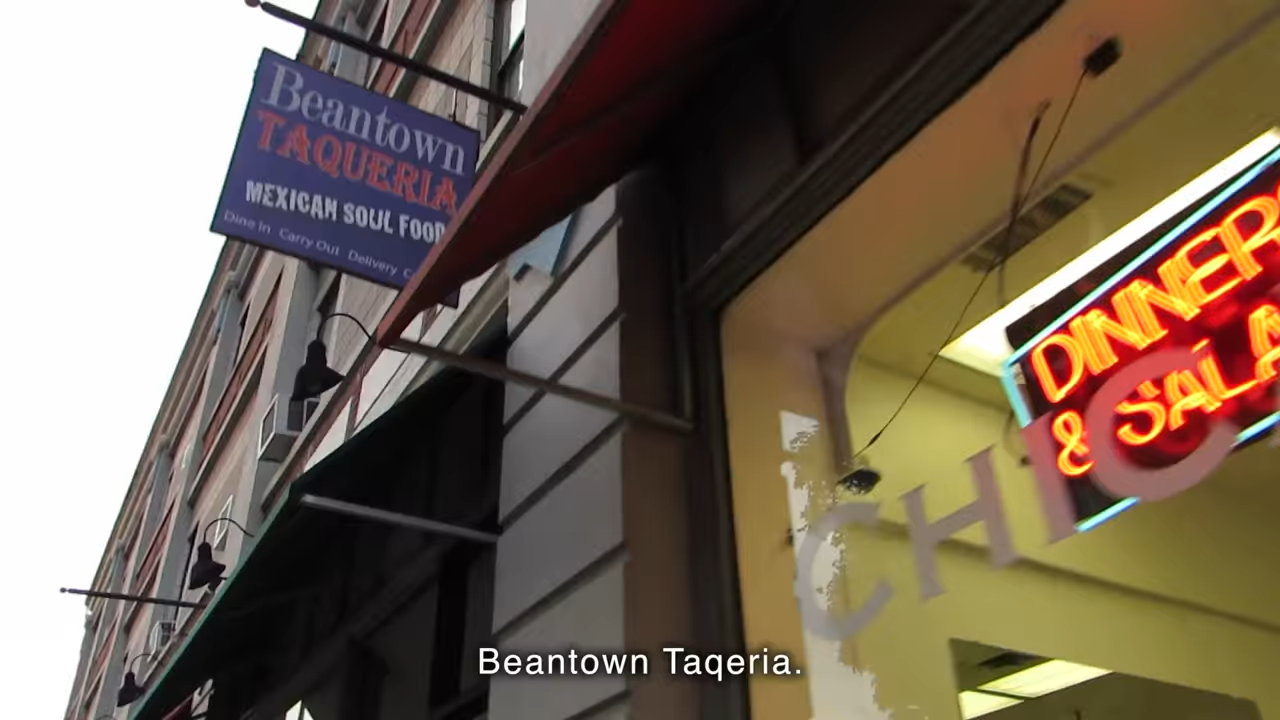 Beantown
TAQUERIA
MEXICAN SOUL FOOD
Dine In Carry Out Delivery
DINNER
& SALA
CHIC
Beantown Taqeria.